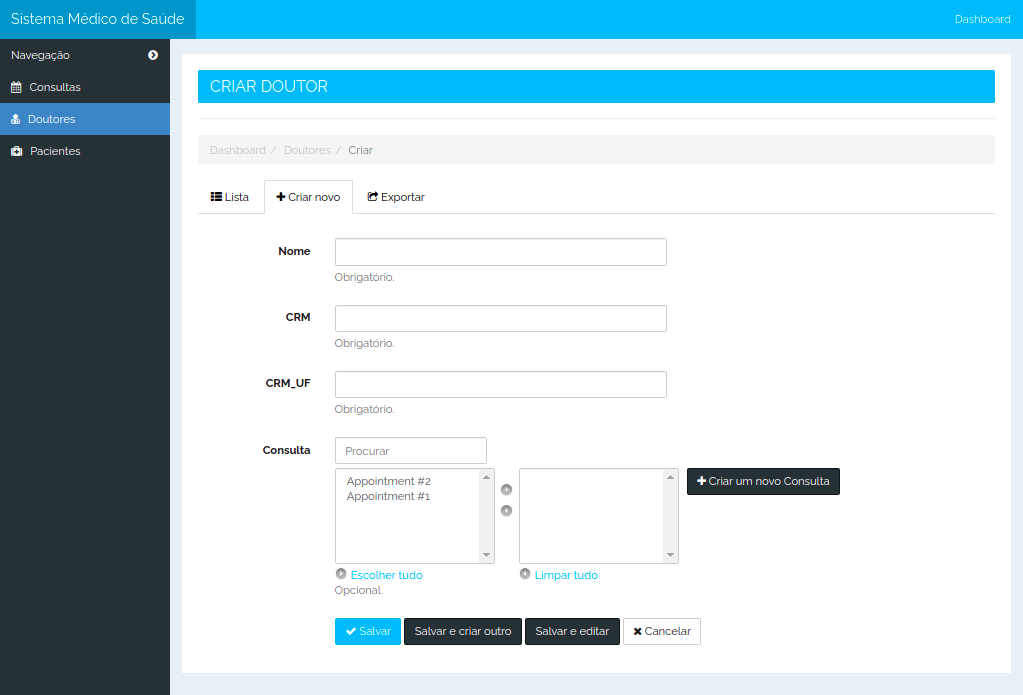 Sistema Médico de Saúde
Dashboard
Navegação
Consultas
Doutores
Pacientes
CRIAR DOUTOR
Dashboard / Doutores / Criar
Lista
Criar novo
Exportar
Nome
Obrigatório.
CRM
Obrigatório.
CRM_UF
Obrigatório.
Consulta
Procurar
Appointment #2
Appointment #1
Criar um novo Consulta
Escolher tudo
Limpar tudo
Opcional.
Salvar
Salvar e criar outro
Salvar e editar
Cancelar